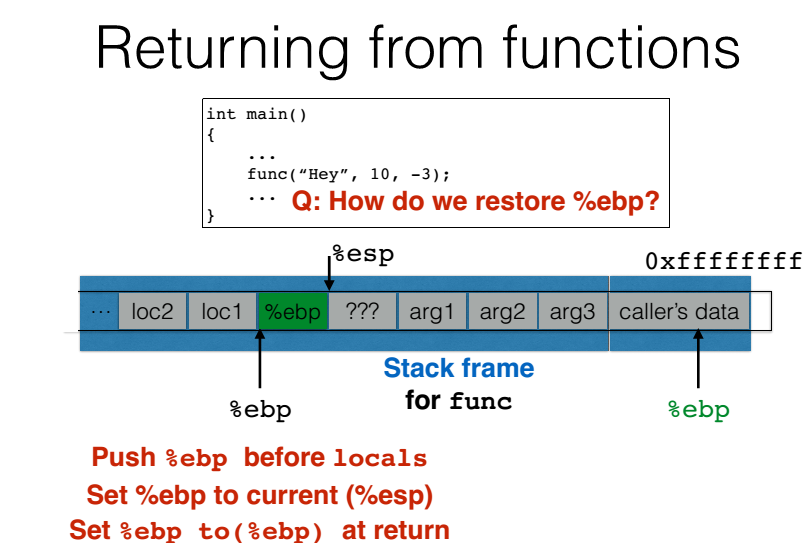 Returning from functions
int main()
{
...
func(“Hey”, 10, -3);
... Q: How do we restore %ebp?
}
%esp 0xffffffff
... loc2 loc1 %ebp ??? arg1 arg2 arg3 caller’s data
Stack frame
%ebp for func %ebp
Push %ebp before locals
Set %ebp to current (%esp)
Set %ebp to(%ebp) at return